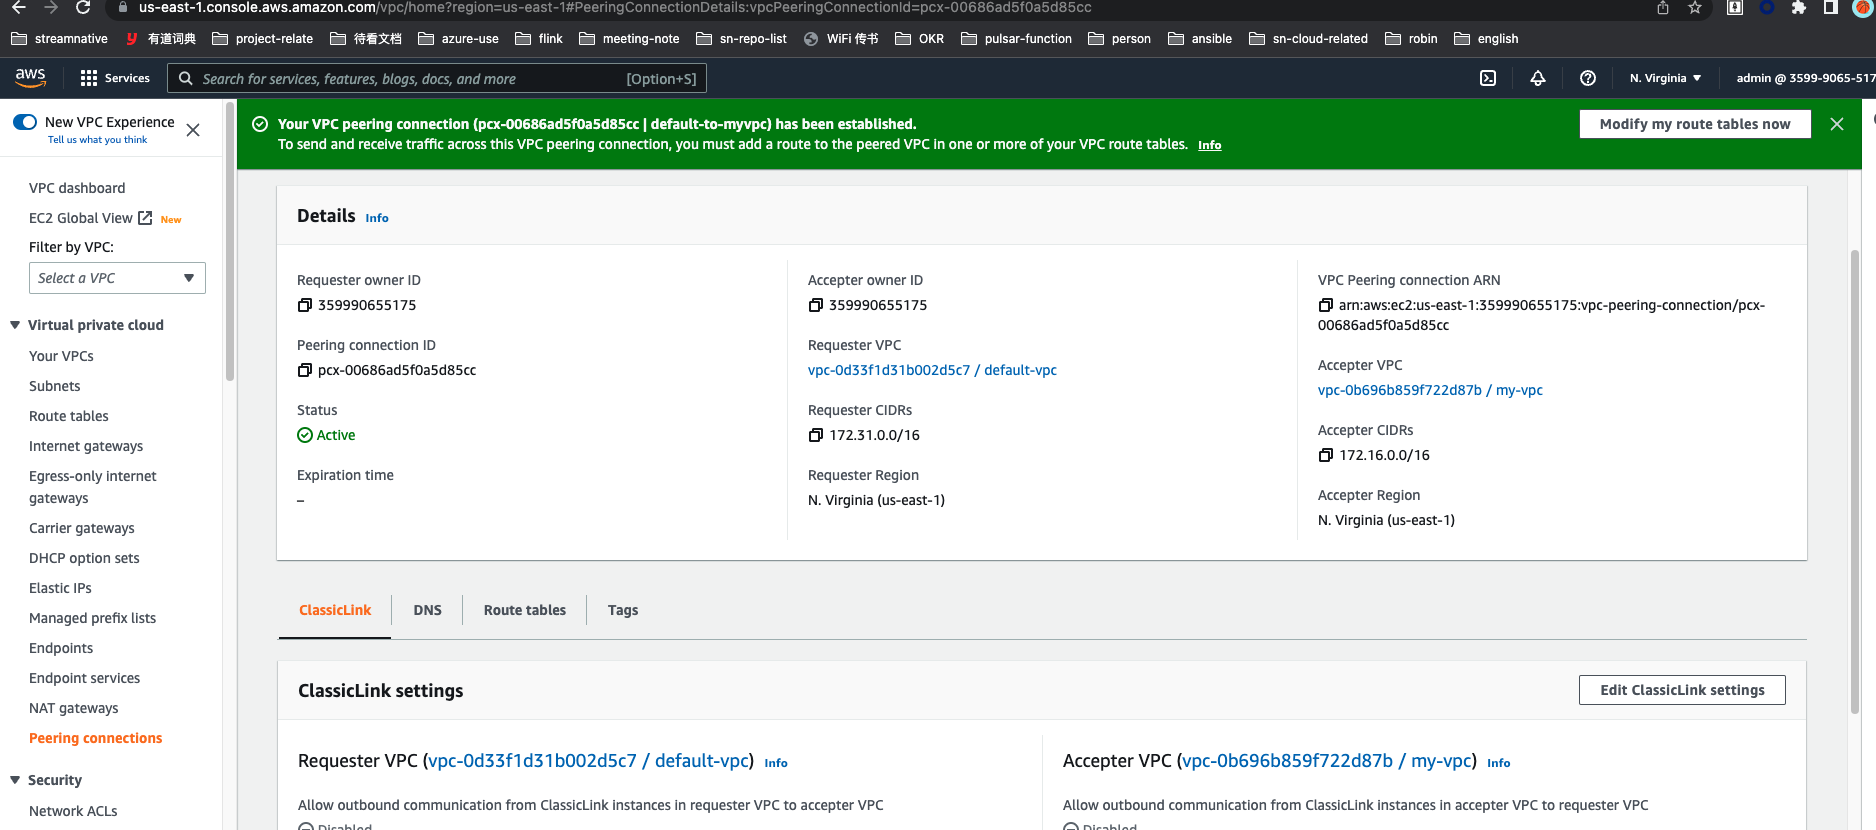 us-east-1.console.aws.amazon.com/vpc/home?region=us-east-1#PeeringConnectionDetails:vpcPeeringConnectionId=pcx-00686ad5f0a5d85cc
streamnative 有道词典 project-relate 待看文档 azure-use flink meeting-note sn-repo-list WiFi 传书 OKR pulsar-function person ansible sn-cloud-related robin english
aws Services Search for services, features, blogs, docs, and more [Option+S] N. Virginia admin @ 3599-9065-517
New VPC Experience
Tell us what you think
VPC dashboard
EC2 Global View New
Filter by VPC:
Select a VPC
Virtual private cloud
Your VPCs
Subnets
Route tables
Internet gateways
Egress-only internet
gateways
Carrier gateways
DHCP option sets
Elastic IPs
Managed prefix lists
Endpoints
Endpoint services
NAT gateways
Peering connections
Security
Network ACLs
Your VPC peering connection (pcx-00686ad5f0a5d85cc | default-to-myvpc) has been established.
To send and receive traffic across this VPC peering connection, you must add a route to the peered VPC in one or more of your VPC route tables. Info
Modify my route tables now
Details Info
Requester owner ID
359990655175
Peering connection ID
pcx-00686ad5f0a5d85cc
Status
Active
Expiration time
–
Accepter owner ID
359990655175
Requester VPC
vpc-0d33f1d31b002d5c7 / default-vpc
Requester CIDRs
172.31.0.0/16
Requester Region
N. Virginia (us-east-1)
VPC Peering connection ARN
arn:aws:ec2:us-east-1:359990655175:vpc-peering-connection/pcx-
00686ad5f0a5d85cc
Accepter VPC
vpc-0b696b859f722d87b / my-vpc
Accepter CIDRs
172.16.0.0/16
Accepter Region
N. Virginia (us-east-1)
ClassicLink DNS Route tables Tags
ClassicLink settings
Edit ClassicLink settings
Requester VPC (vpc-0d33f1d31b002d5c7 / default-vpc) Info
Allow outbound communication from ClassicLink instances in requester VPC to accepter VPC
Disabled
Accepter VPC (vpc-0b696b859f722d87b / my-vpc) Info
Allow outbound communication from ClassicLink instances in accepter VPC to requester VPC
Disabled